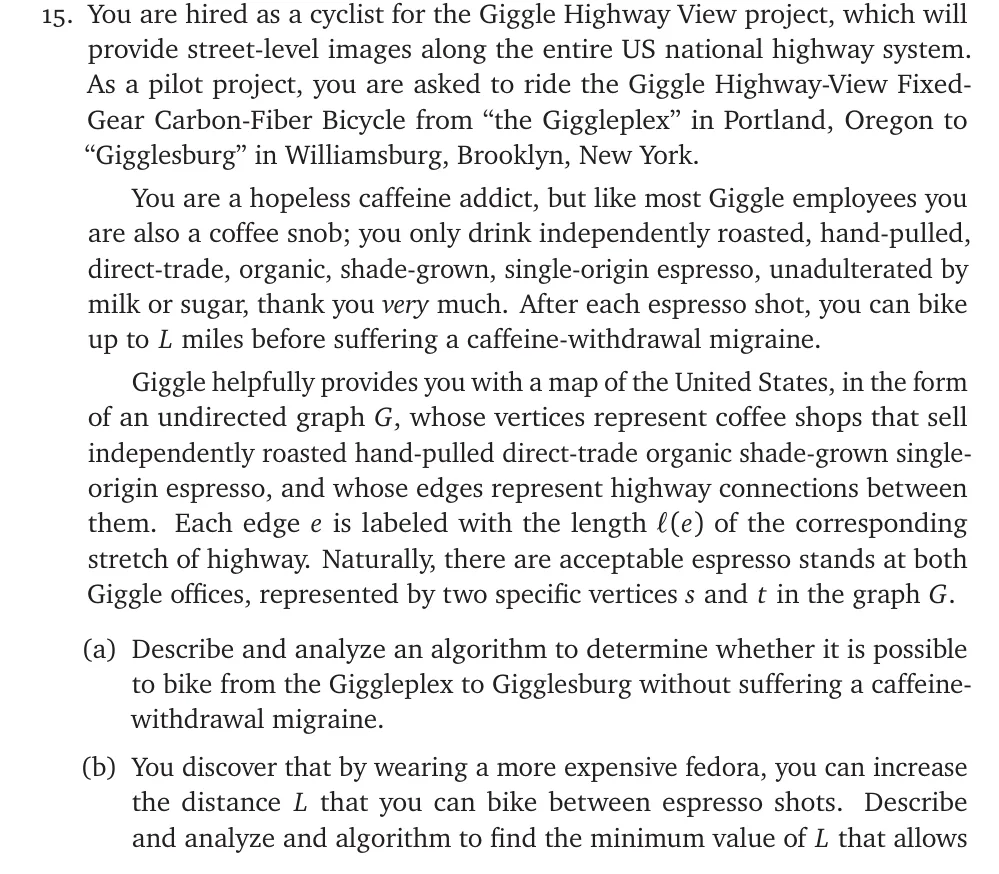 15. You are hired as a cyclist for the Giggle Highway View project, which will
provide street-level images along the entire US national highway system.
As a pilot project, you are asked to ride the Giggle Highway-View Fixed-
Gear Carbon-Fiber Bicycle from “the Giggleplex” in Portland, Oregon to
“Gigglesburg” in Williamsburg, Brooklyn, New York.
You are a hopeless caffeine addict, but like most Giggle employees you
are also a coffee snob; you only drink independently roasted, hand-pulled,
direct-trade, organic, shade-grown, single-origin espresso, unadulterated by
milk or sugar, thank you very much. After each espresso shot, you can bike
up to L miles before suffering a caffeine-withdrawal migraine.
Giggle helpfully provides you with a map of the United States, in the form
of an undirected graph G, whose vertices represent coffee shops that sell
independently roasted hand-pulled direct-trade organic shade-grown single-
origin espresso, and whose edges represent highway connections between
them. Each edge e is labeled with the length ℓ(e) of the corresponding
stretch of highway. Naturally, there are acceptable espresso stands at both
Giggle offices, represented by two specific vertices s and t in the graph G.
(a) Describe and analyze an algorithm to determine whether it is possible
to bike from the Giggleplex to Gigglesburg without suffering a caffeine-
withdrawal migraine.
(b) You discover that by wearing a more expensive fedora, you can increase
the distance L that you can bike between espresso shots. Describe
and analyze and algorithm to find the minimum value of L that allows